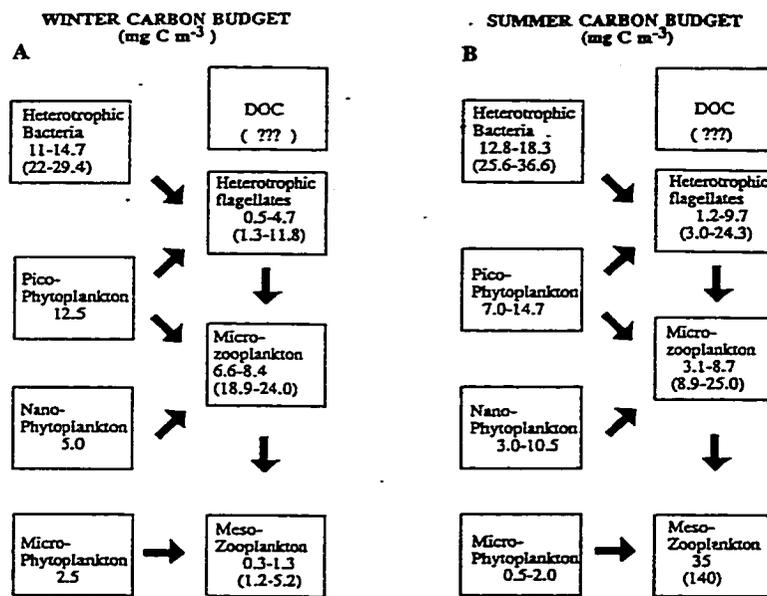 WINTER CARBON BUDGET
(mg C m-3)
A
Heterotrophic
Bacteria
11-14.7
(22-29.4)
DOC
( ??? )
Heterotrophic
flagellates
0.5-4.7
(1.3-11.8)
Pico-
Phytoplankton
12.5
Micro-
zooplankton
6.6-8.4
(18.9-24.0)
Nano-
Phytoplankton
5.0
Micro-
Phytoplankton
2.5
Meso-
Zooplankton
0.3-1.3
(1.2-5.2)
SUMMER CARBON BUDGET
(mg C m-3)
B
Heterotrophic
Bacteria
12.8-18.3
(25.6-36.6)
DOC
( ???)
Heterotrophic
flagellates
1.2-9.7
(3.0-24.3)
Pico-
Phytoplankton
7.0-14.7
Micro-
zooplankton
3.1-8.7
(8.9-25.0)
Nano-
Phytoplankton
3.0-10.5
Micro-
Phytoplankton
0.5-2.0
Meso-
Zooplankton
35
(140)